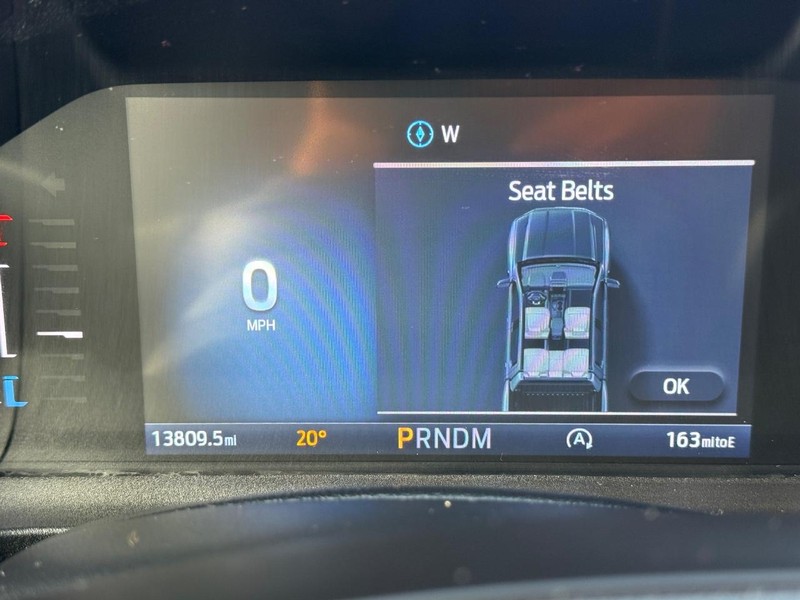 W
Seat Belts
0
MPH
OK
13809.5mi 20° PRNDM A 163mitoE